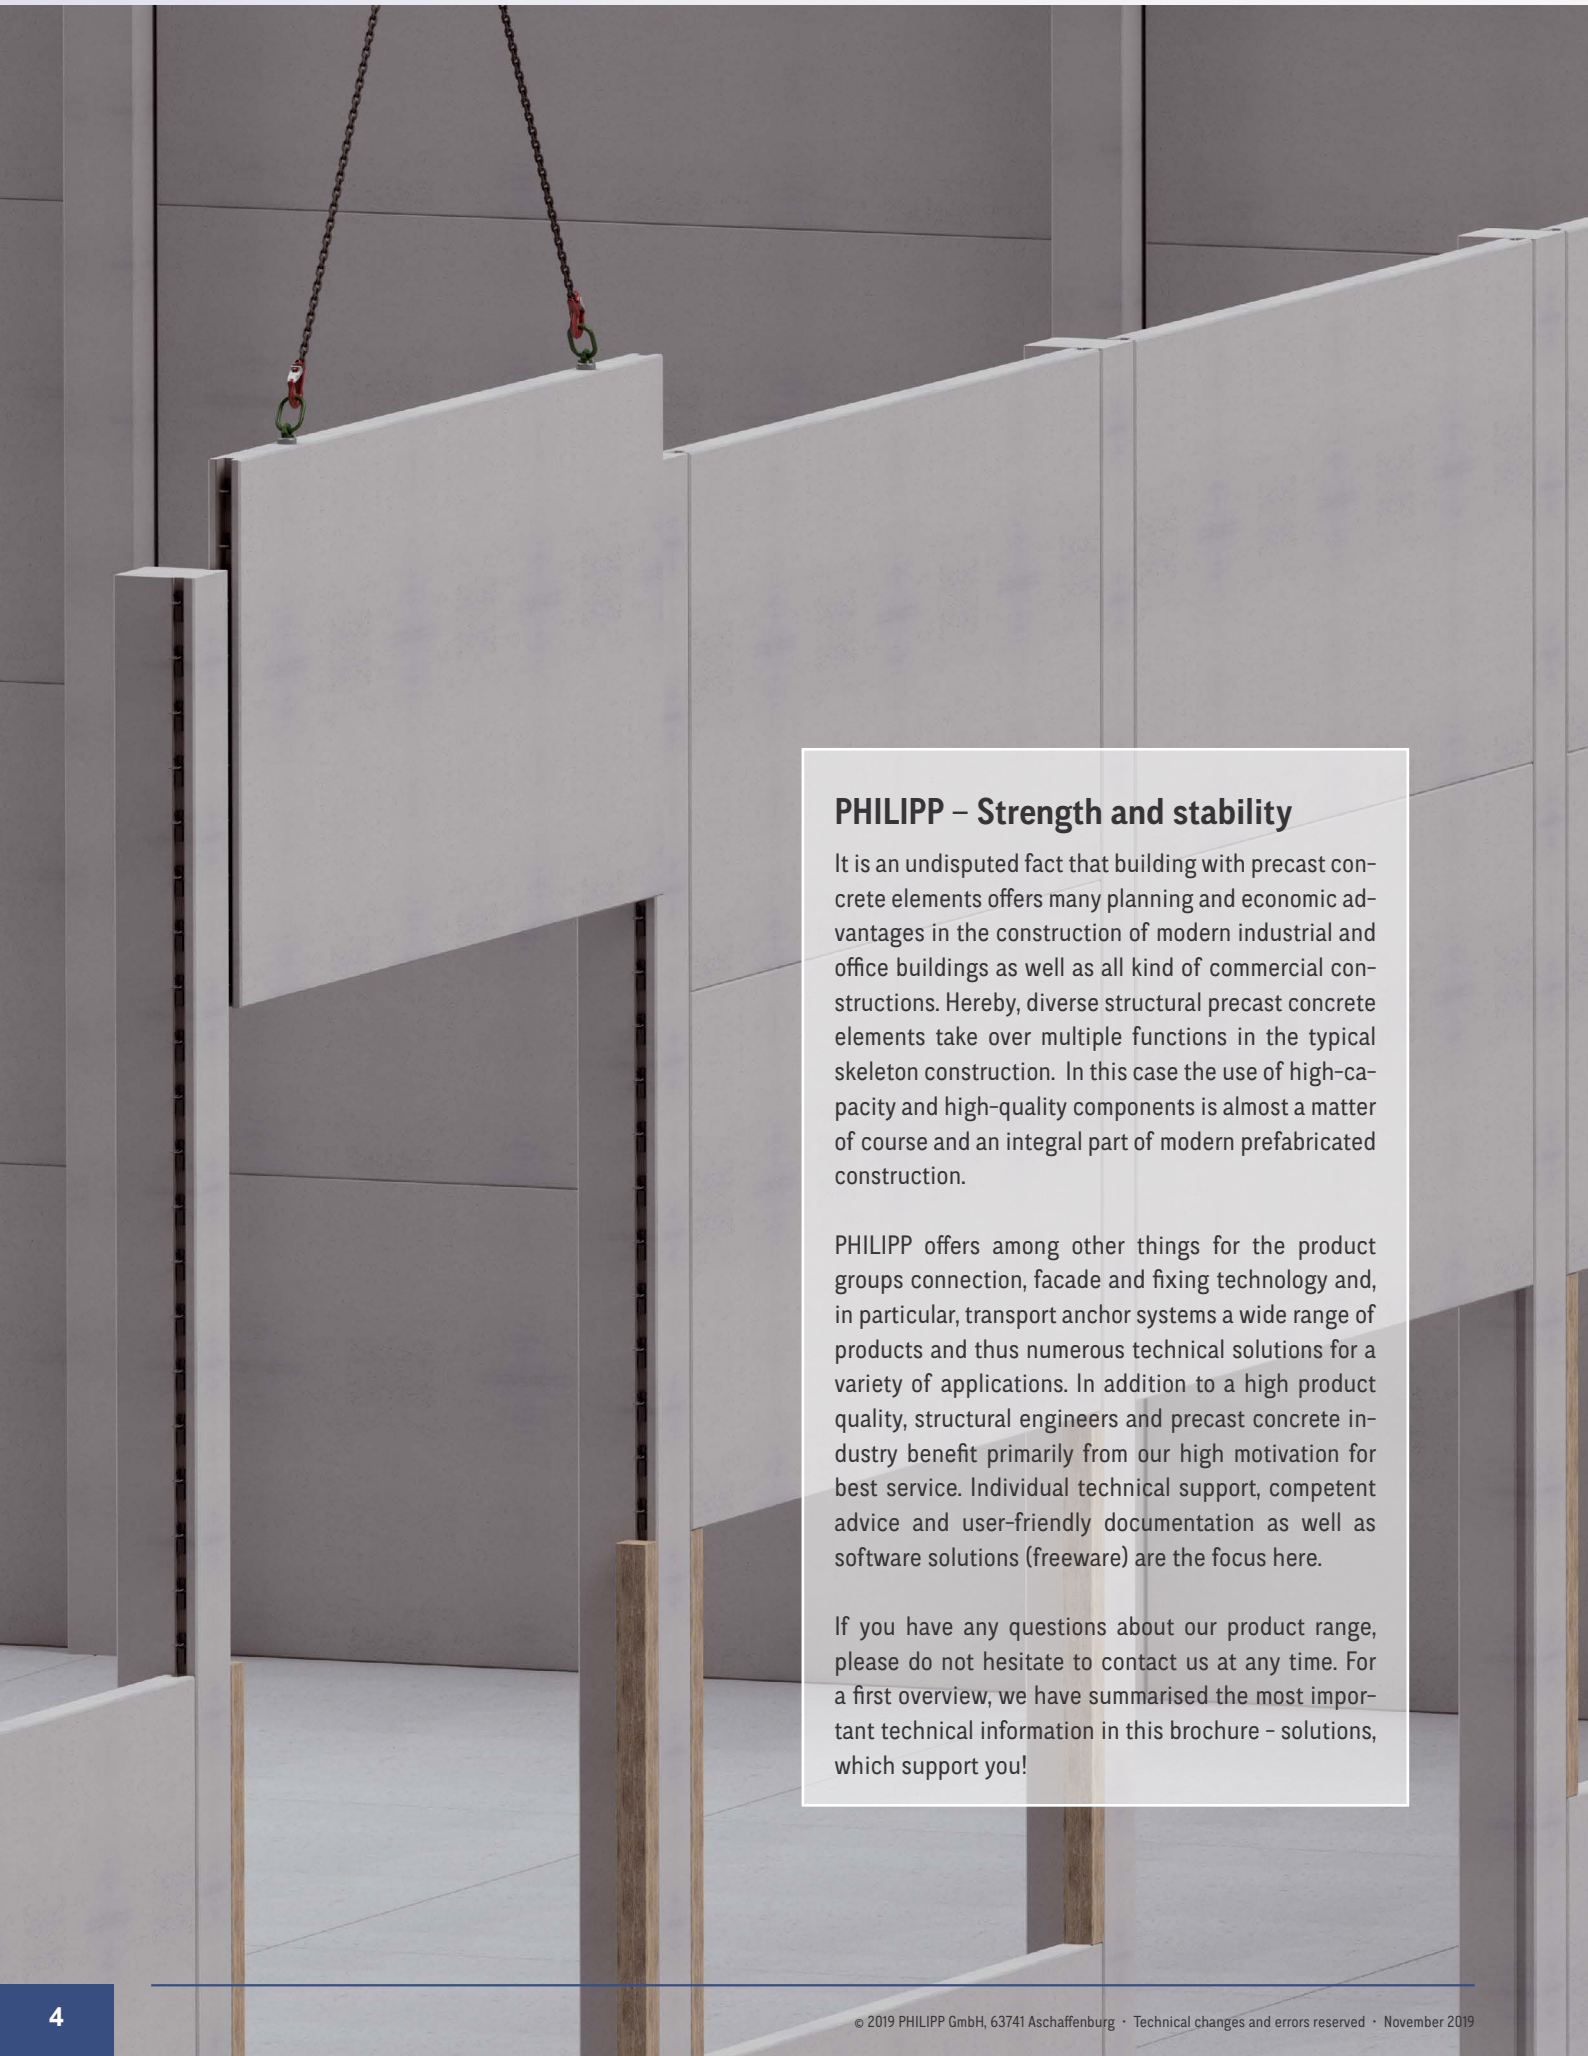 PHILIPP – Strength and stability
It is an undisputed fact that building with precast con-
crete elements offers many planning and economic ad-
vantages in the construction of modern industrial and
office buildings as well as all kind of commercial con-
structions. Hereby, diverse structural precast concrete
elements take over multiple functions in the typical
skeleton construction. In this case the use of high-ca-
pacity and high-quality components is almost a matter
of course and an integral part of modern prefabricated
construction.
PHILIPP offers among other things for the product
groups connection, facade and fixing technology and,
in particular, transport anchor systems a wide range of
products and thus numerous technical solutions for a
variety of applications. In addition to a high product
quality, structural engineers and precast concrete in-
dustry benefit primarily from our high motivation for
best service. Individual technical support, competent
advice and user-friendly documentation as well as
software solutions (freeware) are the focus here.
If you have any questions about our product range,
please do not hesitate to contact us at any time. For
a first overview, we have summarised the most impor-
tant technical information in this brochure - solutions,
which support you!
4
© 2019 PHILIPP GmbH, 63741 Aschaffenburg · Technical changes and errors reserved · November 2019